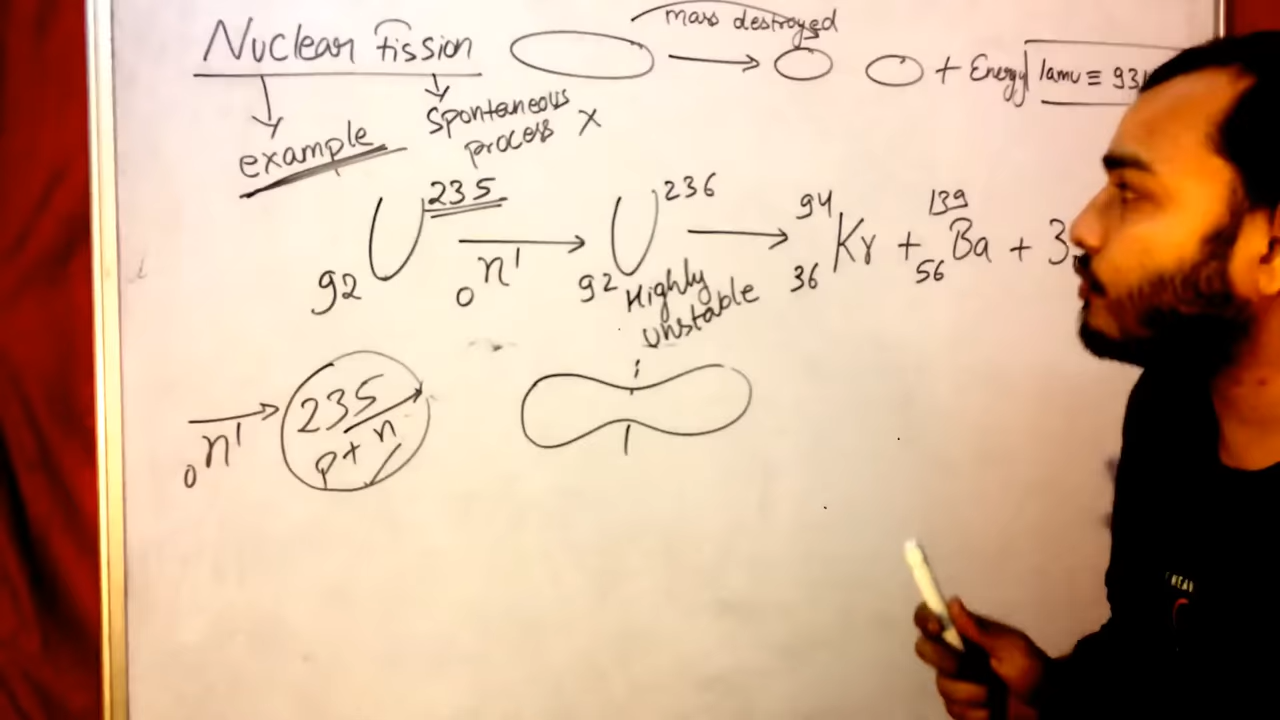 Nuclear fission
mass destroyed
+ Energy 1amu ≡ 931
example
Spontaneous
process X
92 U 235 → 0 n 1 92 U 236 → 94 36 Kr + 139 56 Ba + 3
Highly
unstable
0 n 1 → 235
p + n